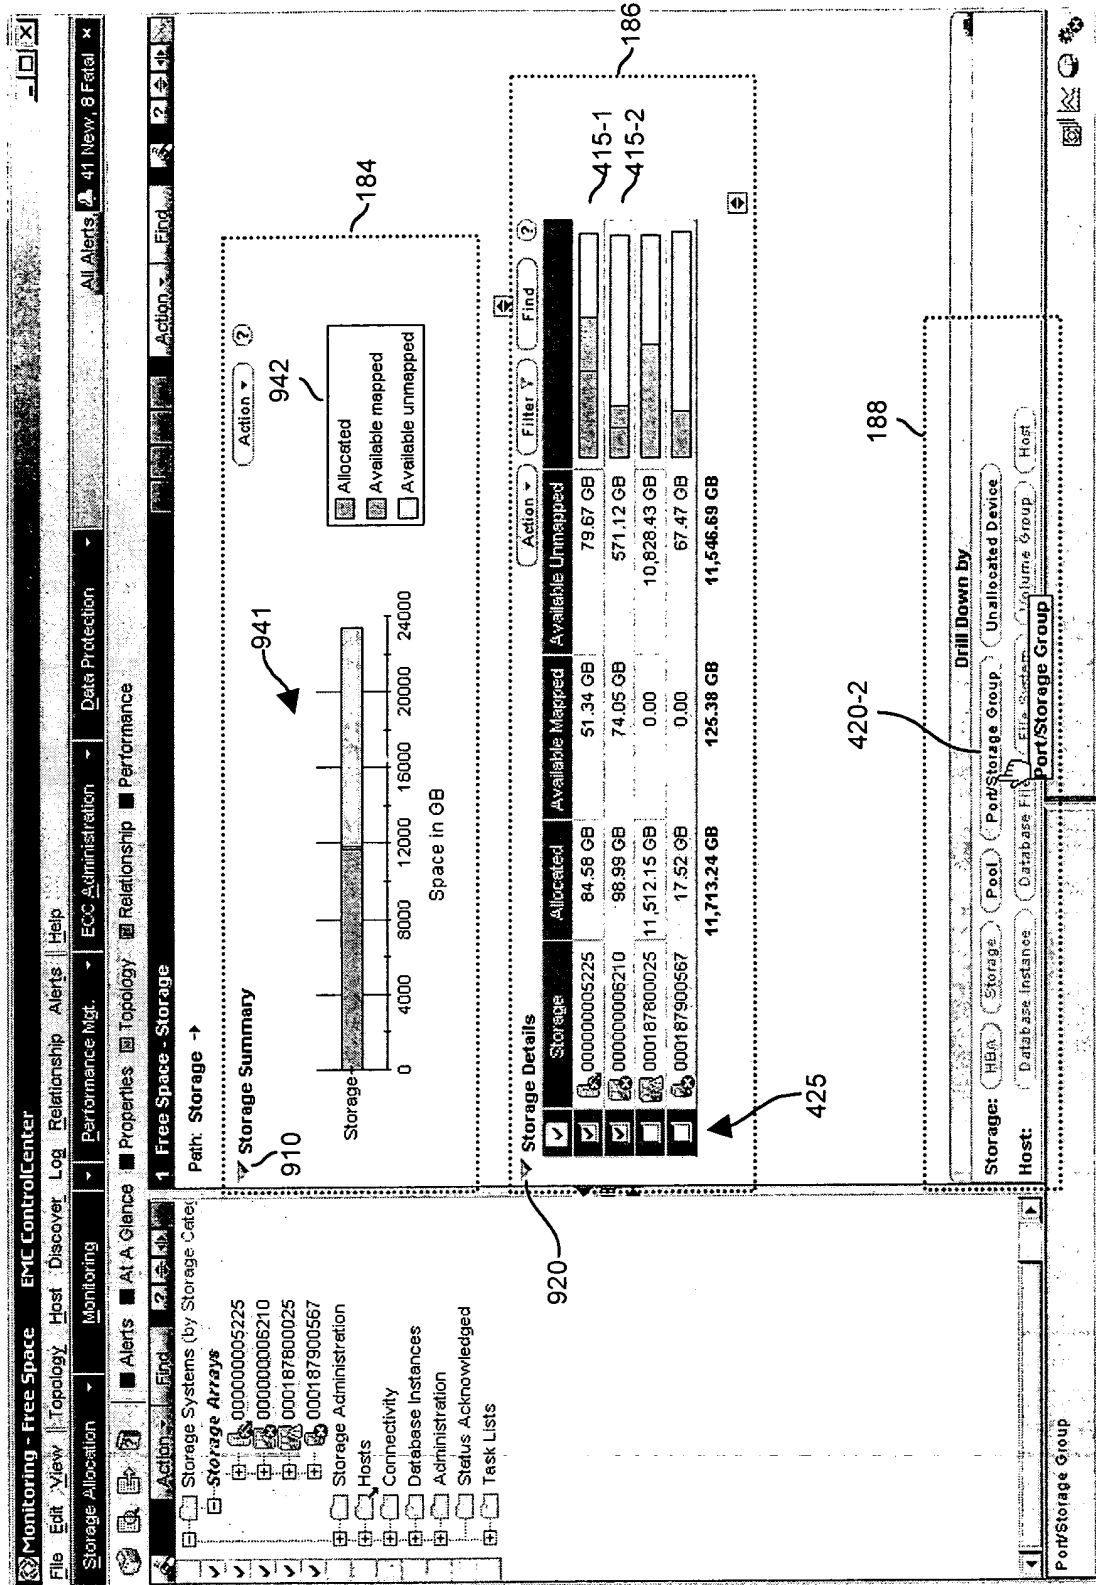 Monitoring - Free Space EMC ControlCenter
File Edit View Topology Host Discover Log Relationship Alerts Help
Storage Allocation Monitoring Performance Mgt. ECC Administration Data Protection All Alerts 41 New, 8 Fatal
Alerts At A Glance Properties Topology Relationship Performance
Action Find
Storage Systems (by Storage Categ
Storage Arrays
000000005225
000000006210
000187800025
000187900567
Storage Administration
Hosts
Connectivity
Database Instances
Administration
Status Acknowledged
Task Lists
1 Free Space - Storage Action Find
Path: Storage →
Storage Summary Action ?
910
941
942
184
Storage
0 4000 8000 12000 16000 20000 24000
Space in GB
Allocated
Available mapped
Available unmapped
920
Storage Details Action Filter Find ?
186
Storage Allocated Available Mapped Available Unmapped
000000005225 84.58 GB 51.34 GB 79.67 GB
415-1
000000006210 98.99 GB 74.05 GB 571.12 GB
415-2
000187800025 11,512.15 GB 0.00 10,828.43 GB
000187900567 17.52 GB 0.00 67.47 GB
11,713.24 GB 125.38 GB 11,546.69 GB
425
420-2
188
Drill Down by
Storage: HBA Storage Pool Port/Storage Group Unallocated Device
Host: Database Instance Database File File System Volume Group Host
Port/Storage Group
Port/Storage Group